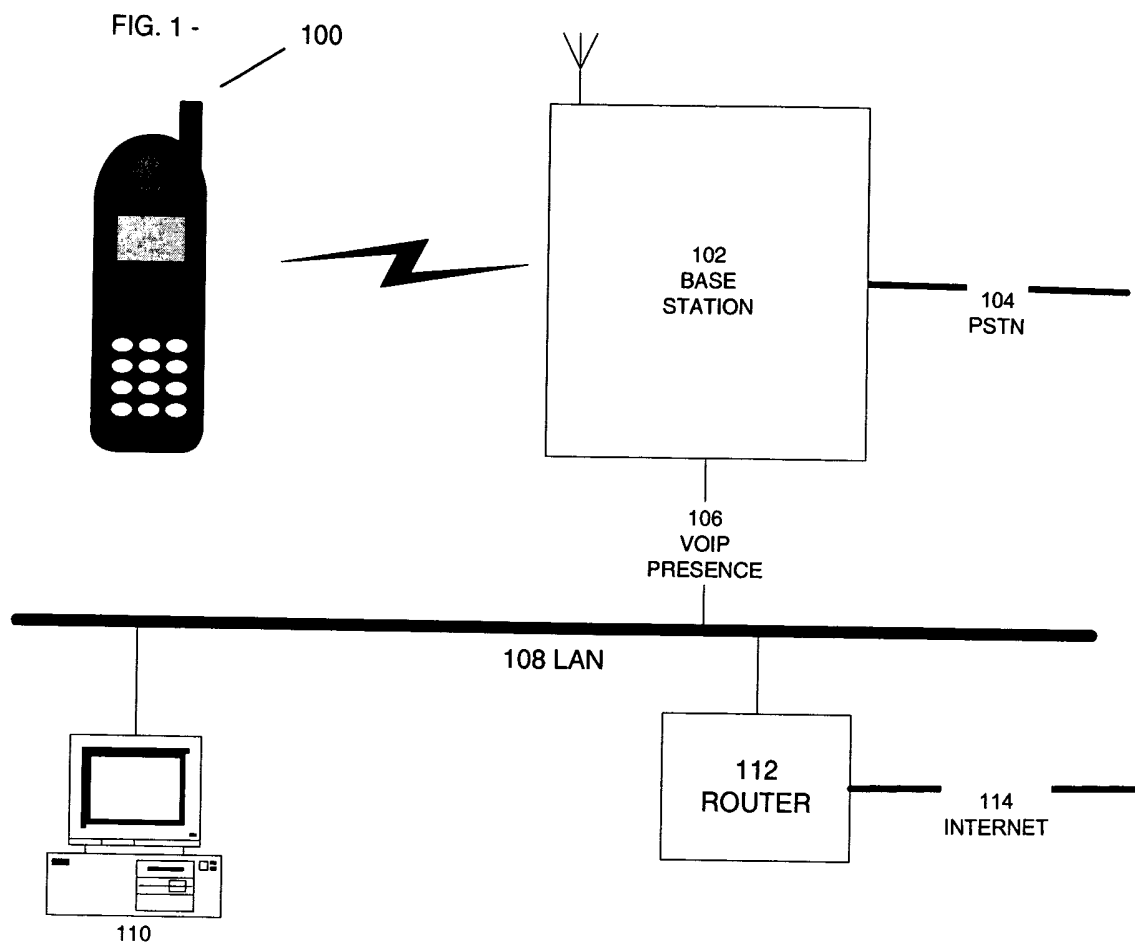 FIG. 1 -
100
102
BASE
STATION
104
PSTN
106
VOIP
PRESENCE
108 LAN
112
ROUTER
114
INTERNET
110